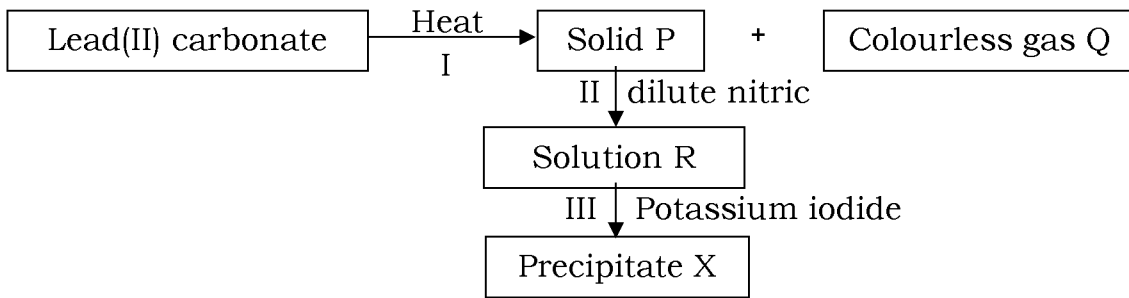 Lead(II) carbonate Heat I Solid P + Colourless gas Q
II dilute nitric
Solution R
III Potassium iodide
Precipitate X